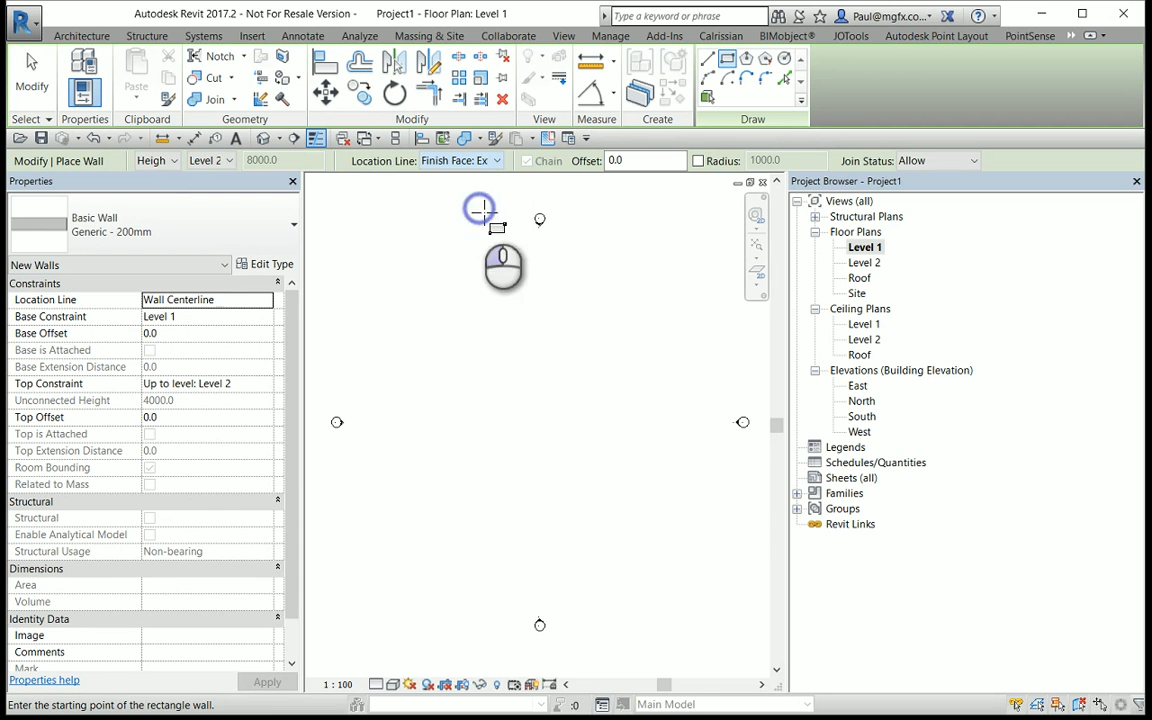 Autodesk Revit 2017.2 - Not For Resale Version - Project1 - Floor Plan: Level 1
Type a keyword or phrase
Paul@mgfx.co...
Architecture Structure Systems Insert Annotate Analyze Massing & Site Collaborate View Manage Add-Ins Calrissian BIMobject® JOTools Autodesk Point Layout PointSense
Modify Paste Notch Cut Join
Select Properties Clipboard Geometry Modify View Measure Create Draw
Modify | Place Wall Heigh Level 2 8000.0 Location Line: Finish Face: Ex Chain Offset: 0.0 Radius: 1000.0 Join Status: Allow
Properties
Basic Wall
Generic - 200mm
New Walls Edit Type
Constraints
Location Line Wall Centerline
Base Constraint Level 1
Base Offset 0.0
Base is Attached
Base Extension Distance 0.0
Top Constraint Up to level: Level 2
Unconnected Height 4000.0
Top Offset 0.0
Top is Attached
Top Extension Distance 0.0
Room Bounding
Related to Mass
Structural
Structural
Enable Analytical Model
Structural Usage Non-bearing
Dimensions
Area
Volume
Identity Data
Image
Comments
Mark
Properties help Apply
Project Browser - Project1
Views (all)
Structural Plans
Floor Plans
Level 1
Level 2
Roof
Site
Ceiling Plans
Level 1
Level 2
Roof
Elevations (Building Elevation)
East
North
South
West
Legends
Schedules/Quantities
Sheets (all)
Families
Groups
Revit Links
1 : 100
Enter the starting point of the rectangle wall.
:0 Main Model